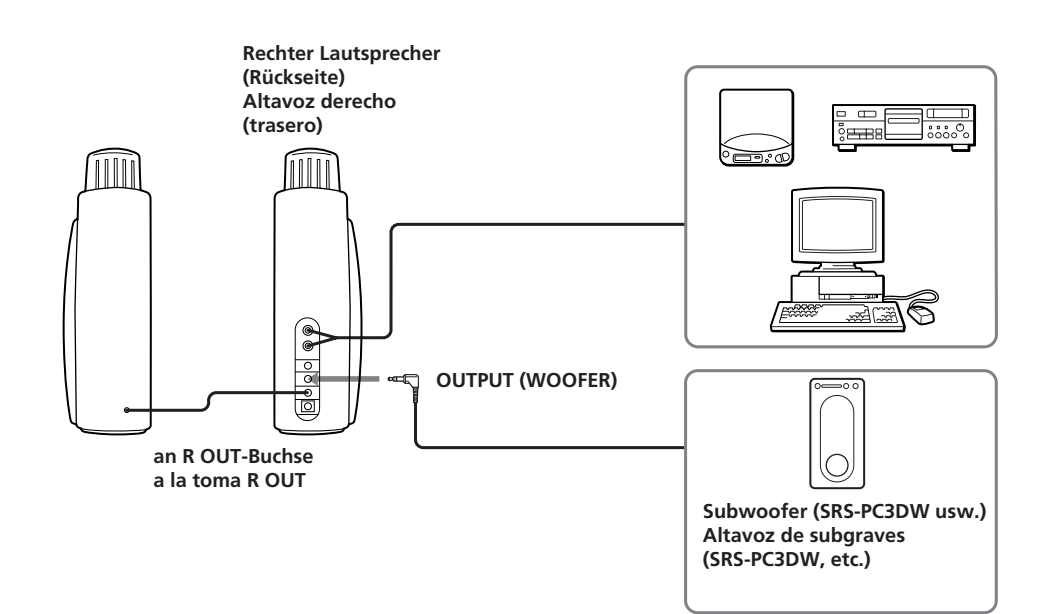 Rechter Lautsprecher
(Rückseite)
Altavoz derecho
(trasero)
OUTPUT (WOOFER)
an R OUT-Buchse
a la toma R OUT
Subwoofer (SRS-PC3DW usw.)
Altavoz de subgraves
(SRS-PC3DW, etc.)